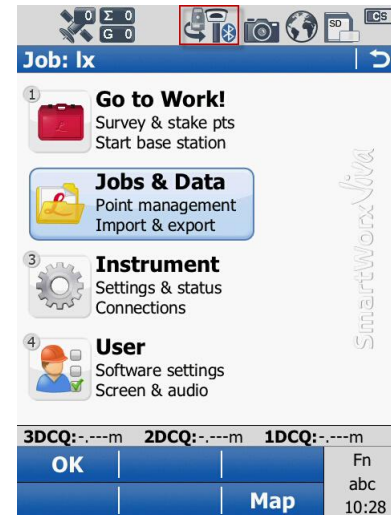 0 Σ 0
G 0
SD
CS
Job: lx
1
Go to Work!
Survey & stake pts
Start base station
Jobs & Data
Point management
Import & export
3
Instrument
Settings & status
Connections
4
User
Software settings
Screen & audio
SmartWorx Viva
3DCQ:-.---m 2DCQ:-.---m 1DCQ:-.---m
OK
Fn
abc
Map
10:28